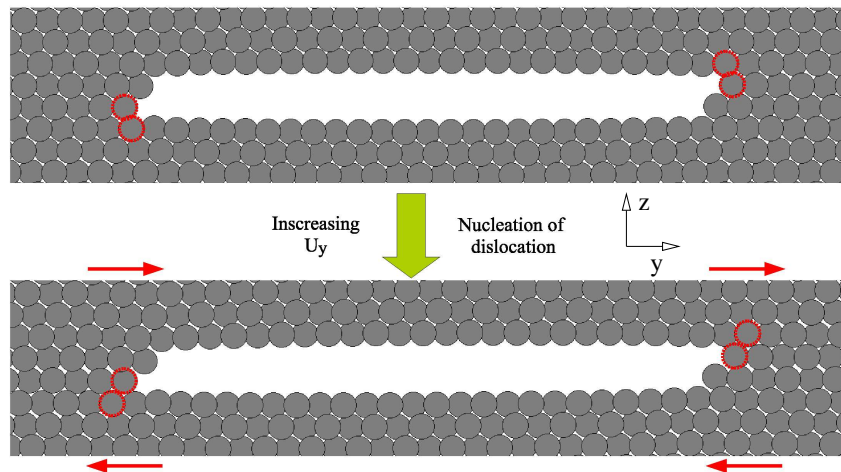 Inscreasing
Uy
Nucleation of
dislocation
z
y